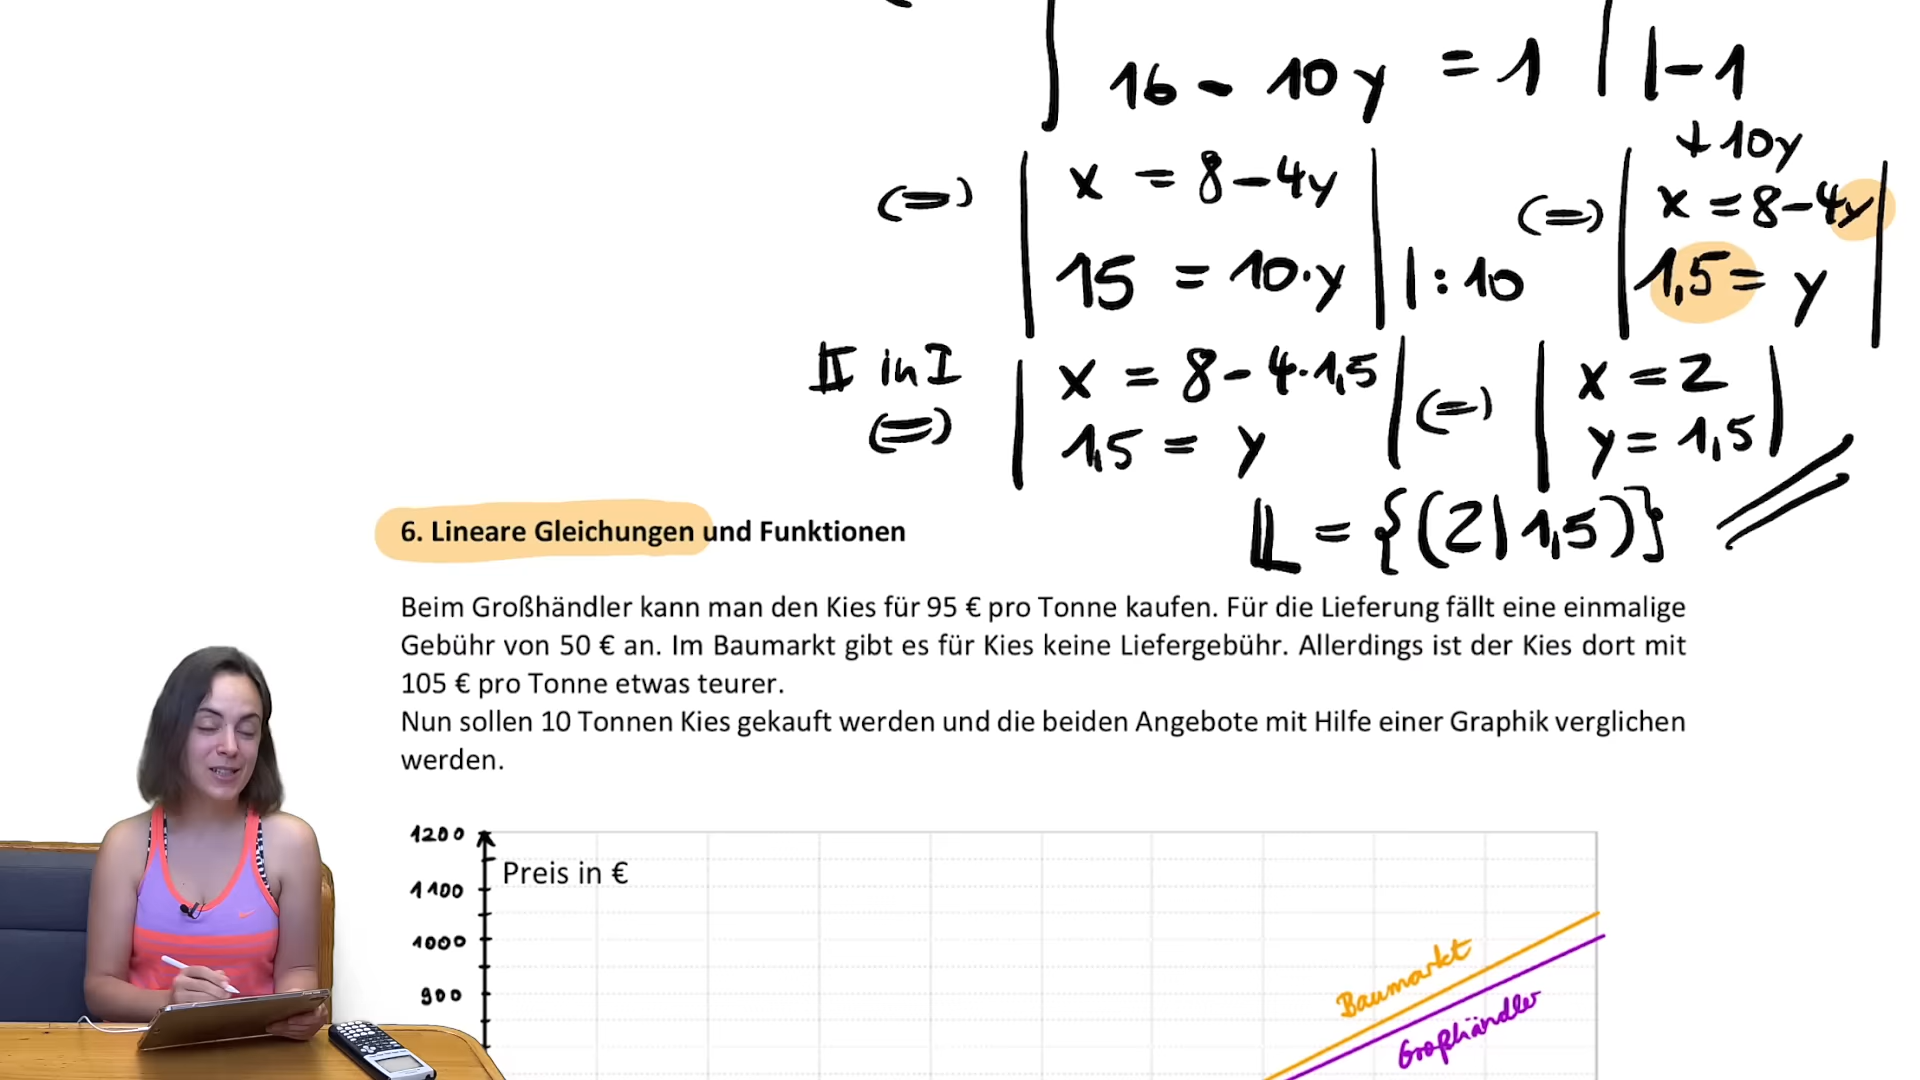 16 - 10y = 1 | -1
+10y
(=) | x = 8-4y | (=) | x = 8-4y |
| 15 = 10·y | |:10 | 1,5 = y |
II in I | x = 8-4·1,5 | (=) | x = 2 |
(=) | 1,5 = y | | y = 1,5 |
𝕃 = {(2|1,5)}
6. Lineare Gleichungen und Funktionen
Beim Großhändler kann man den Kies für 95 € pro Tonne kaufen. Für die Lieferung fällt eine einmalige
Gebühr von 50 € an. Im Baumarkt gibt es für Kies keine Liefergebühr. Allerdings ist der Kies dort mit
105 € pro Tonne etwas teurer.
Nun sollen 10 Tonnen Kies gekauft werden und die beiden Angebote mit Hilfe einer Graphik verglichen
werden.
1200
Preis in €
1100
1000
900
Baumarkt
Großhändler